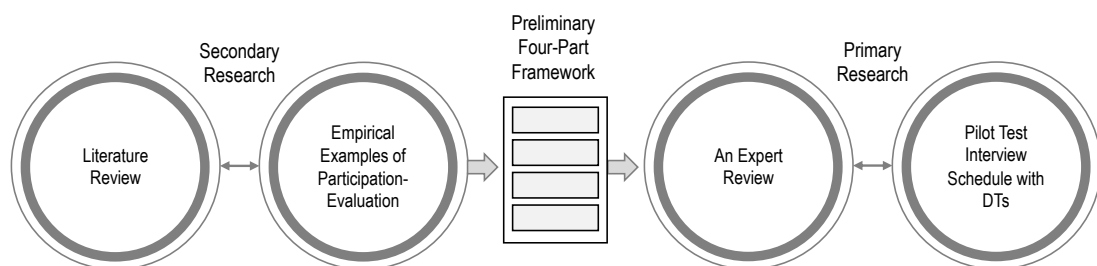 Secondary
Research
Preliminary
Four-Part
Framework
Primary
Research
Literature
Review
Empirical
Examples of
Participation-
Evaluation
An Expert
Review
Pilot Test
Interview
Schedule with
DTs